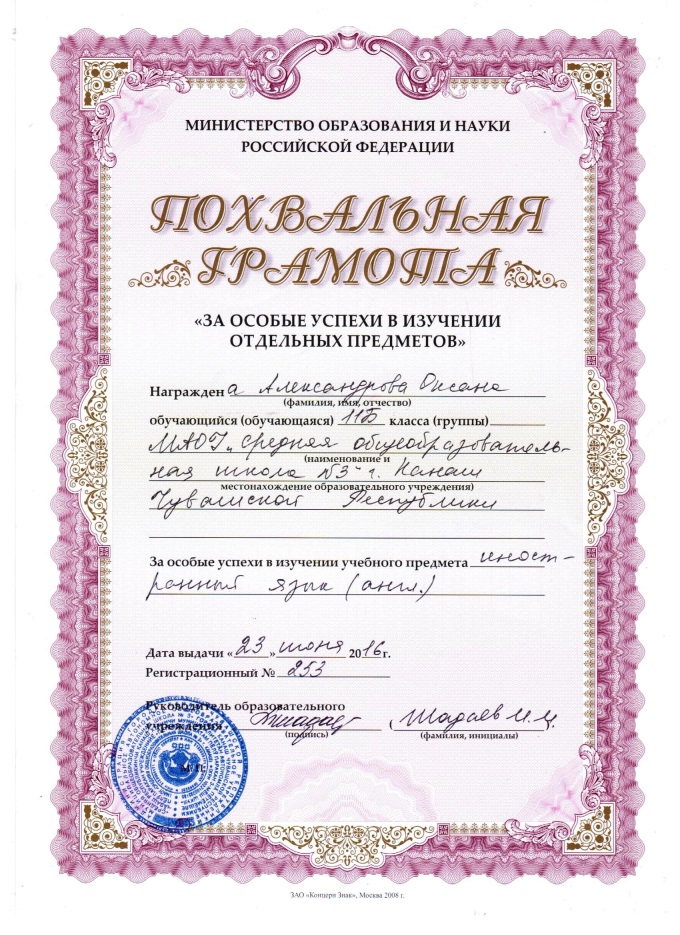 МИНИСТЕРСТВО ОБРАЗОВАНИЯ И НАУКИ
РОССИЙСКОЙ ФЕДЕРАЦИИ
ПОХВАЛЬНАЯ
ГРАМОТА
«ЗА ОСОБЫЕ УСПЕХИ В ИЗУЧЕНИИ
ОТДЕЛЬНЫХ ПРЕДМЕТОВ»
Награжден а Александрова Оксана
(фамилия, имя, отчество)
обучающийся (обучающаяся) 11Б класса (группы)
МАОУ „Средняя общеобразователь-
(наименование и
ная школа №3" г. Канаш
местонахождение образовательного учреждения)
Чувашской Республики
За особые успехи в изучении учебного предмета иност-
ранный язык (англ.)
Дата выдачи «23» июня 2016г.
Регистрационный № 253
Руководитель образовательного
учреждения (
(подпись) (фамилия, инициалы)
М.П.
ЗАО «Концерн Знак», Москва 2008 г.